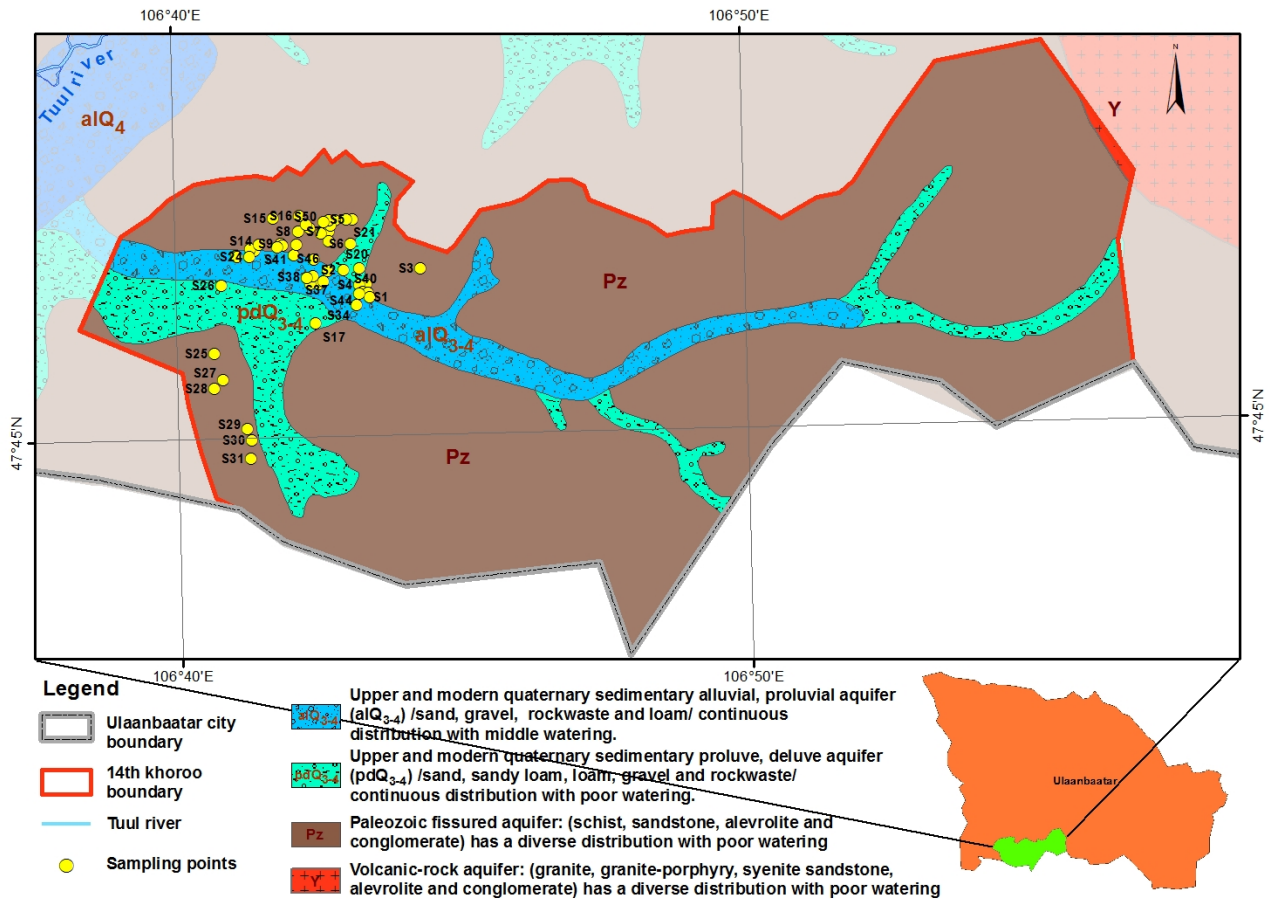 106°40'E
106°50'E
N
Tuul river
alQ4
Y
S15
S16
S50
S5
S8
S7
S21
S14
S9
S6
S24
S41
S46
S20
S2
S3
S38
S4
S40
S26
S37
S44
S1
S34
S17
Pz
pdQ3-4
alQ3-4
S25
S27
S28
S29
S30
S31
Pz
47°45'N
47°45'N
106°40'E
106°50'E
Legend
Ulaanbaatar city
boundary
14th khoroo
boundary
Tuul river
Sampling points
alQ3-4
Upper and modern quaternary sedimentary alluvial, proluvial aquifer
(alQ3-4) /sand, gravel, rockwaste and loam/ continuous
distribution with middle watering.
pdQ3-4
Upper and modern quaternary sedimentary proluve, deluve aquifer
(pdQ3-4) /sand, sandy loam, loam, gravel and rockwaste/
continuous distribution with poor watering.
Pz
Paleozoic fissured aquifer: (schist, sandstone, alevrolite and
conglomerate) has a diverse distribution with poor watering
Y
Volcanic-rock aquifer: (granite, granite-porphyry, syenite sandstone,
alevrolite and conglomerate) has a diverse distribution with poor watering
Ulaanbaatar